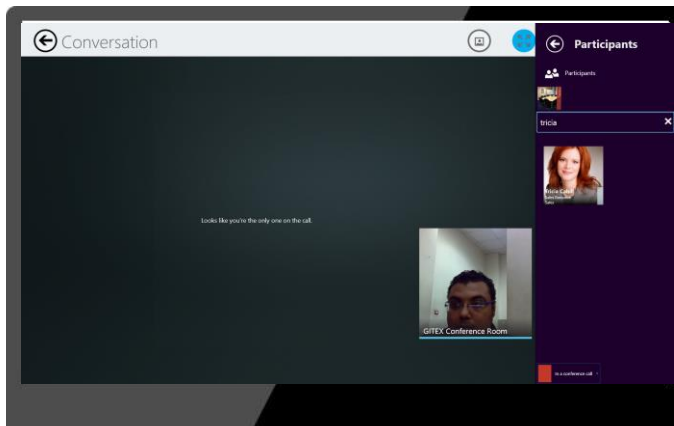 Conversation
Participants
Participants
tricia
Looks like you're the only one on the call.
Tricia
Sales
GITEX Conference Room
In a conference call